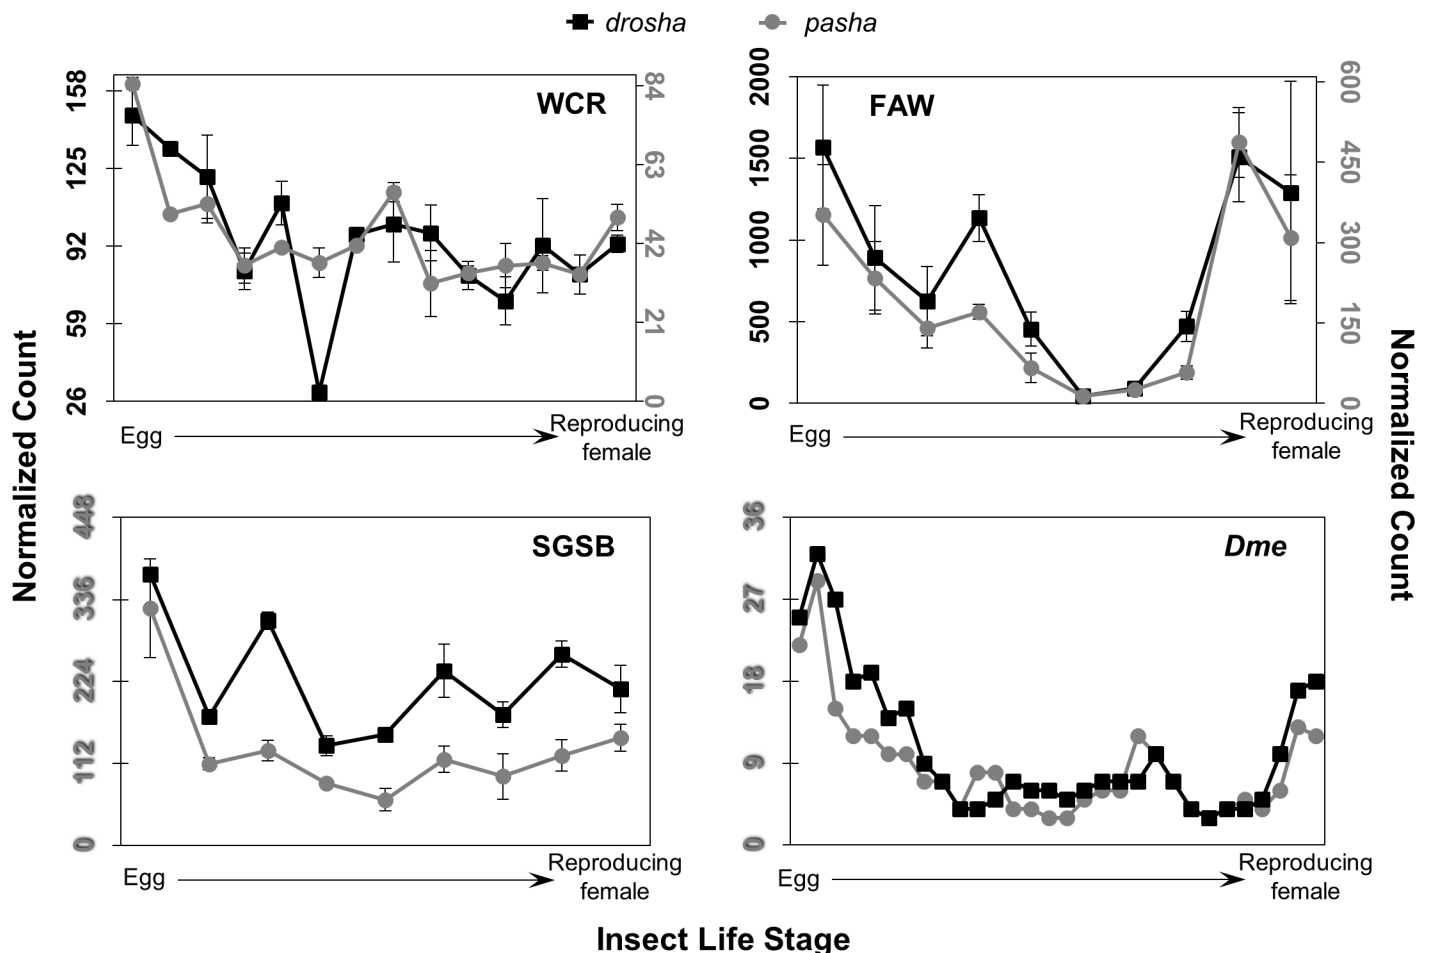 drosha pasha
WCR
158
125
92
59
26
84
63
42
21
0
Egg
Reproducing
female
FAW
2000
1500
1000
500
0
600
450
300
150
0
Egg
Reproducing
female
Normalized Count
Normalized Count
SGSB
448
336
224
112
0
Egg
Reproducing
female
Dme
36
27
18
9
0
Egg
Reproducing
female
Insect Life Stage